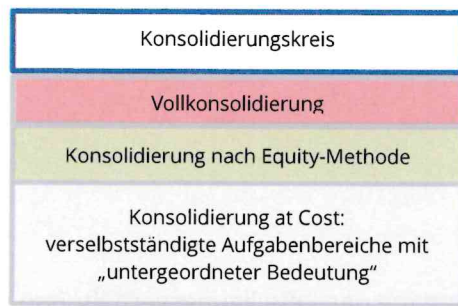 Konsolidierungskreis
Vollkonsolidierung
Konsolidierung nach Equity-Methode
Konsolidierung at Cost:
verselbstständigte Aufgabenbereiche mit
„untergeordneter Bedeutung“